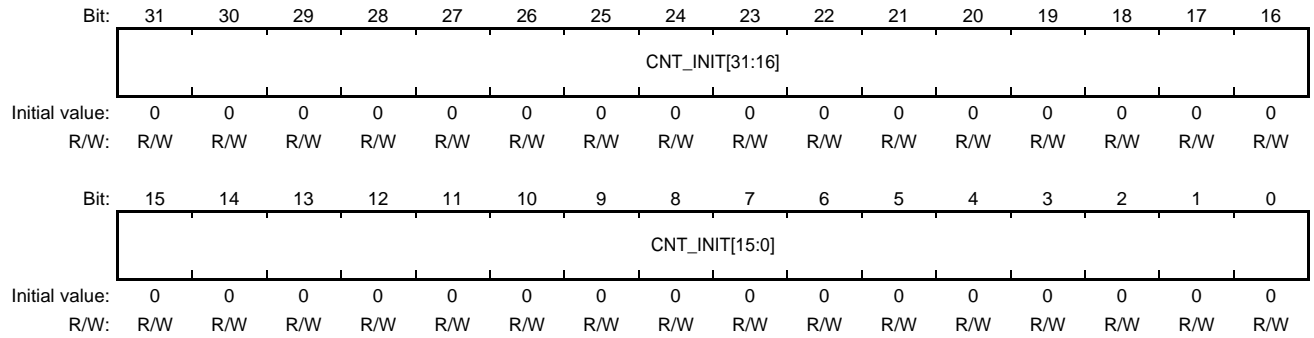 Bit: 31 30 29 28 27 26 25 24 23 22 21 20 19 18 17 16
CNT_INIT[31:16]
Initial value: 0 0 0 0 0 0 0 0 0 0 0 0 0 0 0 0
R/W: R/W R/W R/W R/W R/W R/W R/W R/W R/W R/W R/W R/W R/W R/W R/W R/W
Bit: 15 14 13 12 11 10 9 8 7 6 5 4 3 2 1 0
CNT_INIT[15:0]
Initial value: 0 0 0 0 0 0 0 0 0 0 0 0 0 0 0 0
R/W: R/W R/W R/W R/W R/W R/W R/W R/W R/W R/W R/W R/W R/W R/W R/W R/W